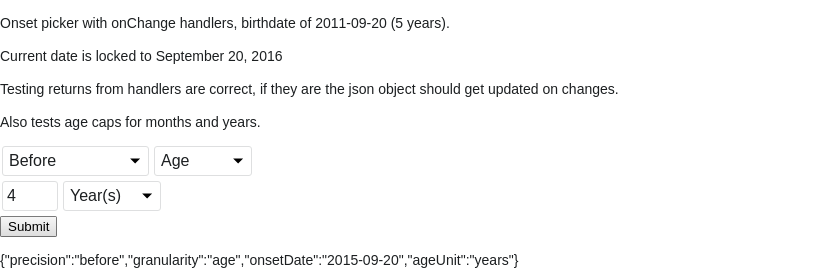 Onset picker with onChange handlers, birthdate of 2011-09-20 (5 years).
Current date is locked to September 20, 2016
Testing returns from handlers are correct, if they are the json object should get updated on changes.
Also tests age caps for months and years.
Before Age
4 Year(s)
Submit
{"precision":"before","granularity":"age","onsetDate":"2015-09-20","ageUnit":"years"}